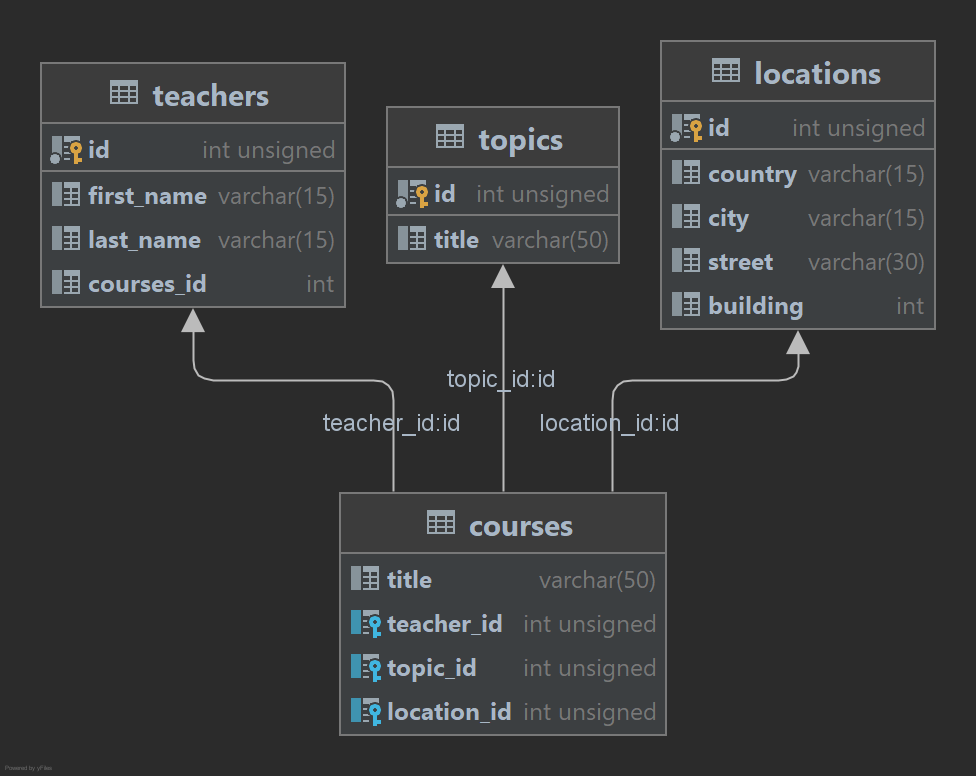 teachers
id int unsigned
first_name varchar(15)
last_name varchar(15)
courses_id int
topics
id int unsigned
title varchar(50)
locations
id int unsigned
country varchar(15)
city varchar(15)
street varchar(30)
building int
topic_id:id
teacher_id:id
location_id:id
courses
title varchar(50)
teacher_id int unsigned
topic_id int unsigned
location_id int unsigned
Powered by yFiles